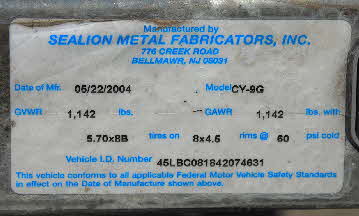 Manufactured by
SEALION METAL FABRICATORS, INC.
776 CREEK ROAD
BELLMAWR, NJ 08031
Date of Mfr. 05/22/2004 Model CY-9G
GVWR 1,142 lbs. GAWR 1,142 lbs. with
5.70x8B tires on 8x4.5 rims @ 60 psi cold
Vehicle I.D. Number 45LBC081842074631
This vehicle conforms to all applicable Federal Motor Vehicle Safety Standards
in effect on the Date of Manufacture shown above.